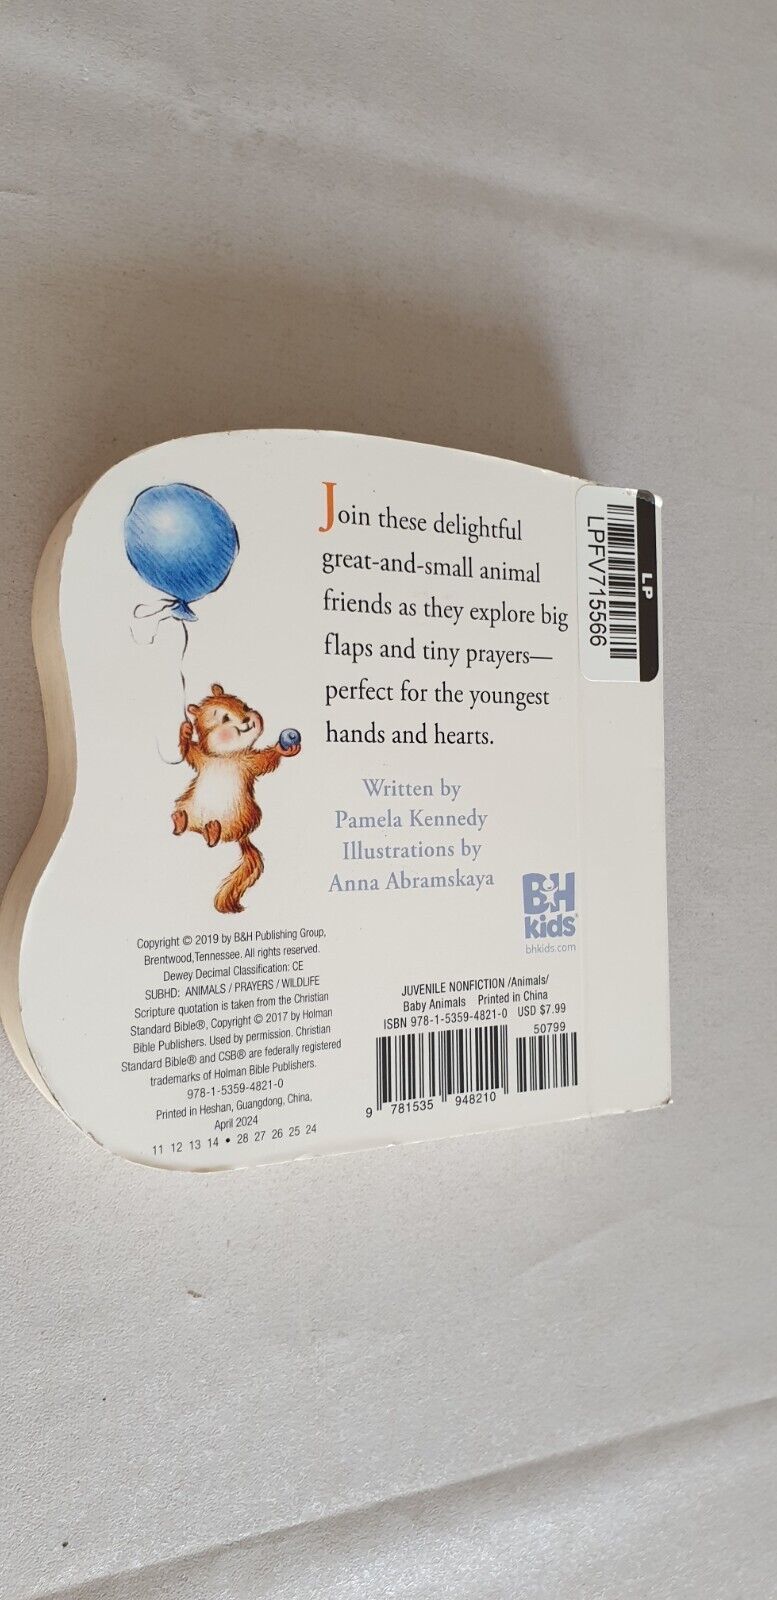 Join these delightful
great-and-small animal
friends as they explore big
flaps and tiny prayers—
perfect for the youngest
hands and hearts.
Written by
Pamela Kennedy
Illustrations by
Anna Abramskaya
B&H
kids
bhkids.com
LP
LPFV715566
Copyright © 2019 by B&H Publishing Group,
Brentwood,Tennessee. All rights reserved.
Dewey Decimal Classification: CE
SUBHD: ANIMALS / PRAYERS / WILDLIFE
Scripture quotation is taken from the Christian
Standard Bible®, Copyright © 2017 by Holman
Bible Publishers. Used by permission. Christian
Standard Bible® and CSB® are federally registered
trademarks of Holman Bible Publishers.
978-1-5359-4821-0
Printed in Heshan, Guangdong, China,
April 2024
11 12 13 14 • 28 27 26 25 24
JUVENILE NONFICTION /Animals/
Baby Animals Printed in China
ISBN 978-1-5359-4821-0 USD $7.99
50799
9 781535 948210